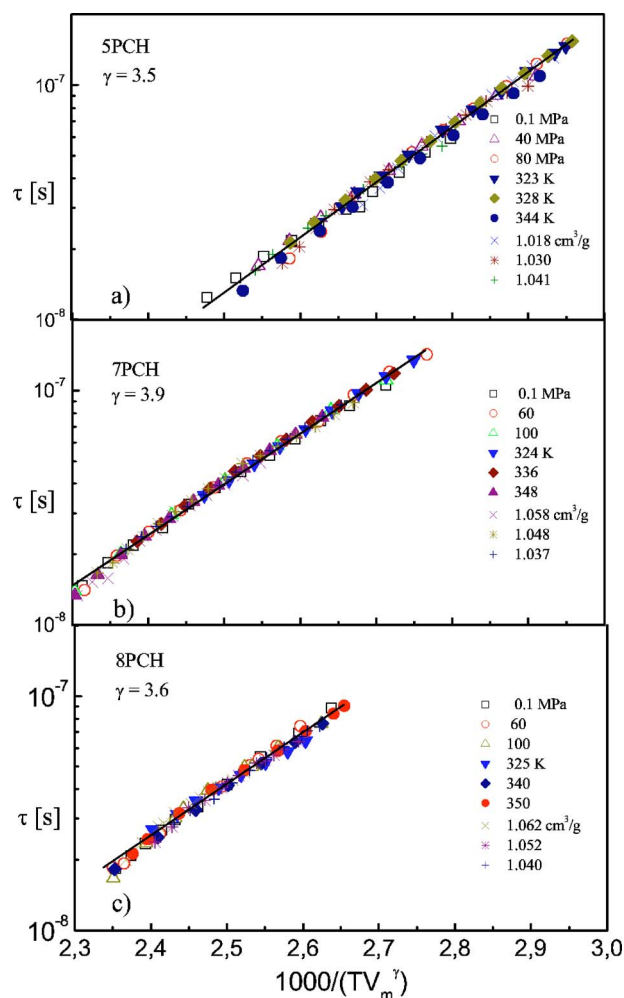 5PCH
γ = 3.5
10⁻⁷
τ [s]
10⁻⁸
a)
0.1 MPa
40 MPa
80 MPa
323 K
328 K
344 K
1.018 cm³/g
1.030
1.041
7PCH
γ = 3.9
10⁻⁷
τ [s]
10⁻⁸
b)
0.1 MPa
60
100
324 K
336
348
1.058 cm³/g
1.048
1.037
8PCH
γ = 3.6
10⁻⁷
τ [s]
10⁻⁸
c)
0.1 MPa
60
100
325 K
340
350
1.062 cm³/g
1.052
1.040
2,3 2,4 2,5 2,6 2,7 2,8 2,9 3,0
1000/(TVₘᵞ)